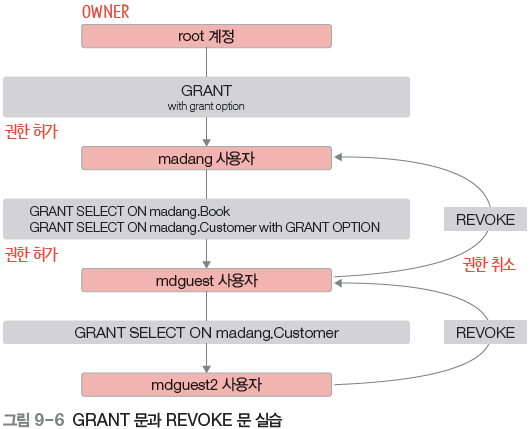 OWNER
root 계정
GRANT
with grant option
권한 허가
madang 사용자
GRANT SELECT ON madang.Book
GRANT SELECT ON madang.Customer with GRANT OPTION
REVOKE
권한 허가
권한 취소
mdguest 사용자
GRANT SELECT ON madang.Customer
REVOKE
mdguest2 사용자
그림 9-6 GRANT 문과 REVOKE 문 실습